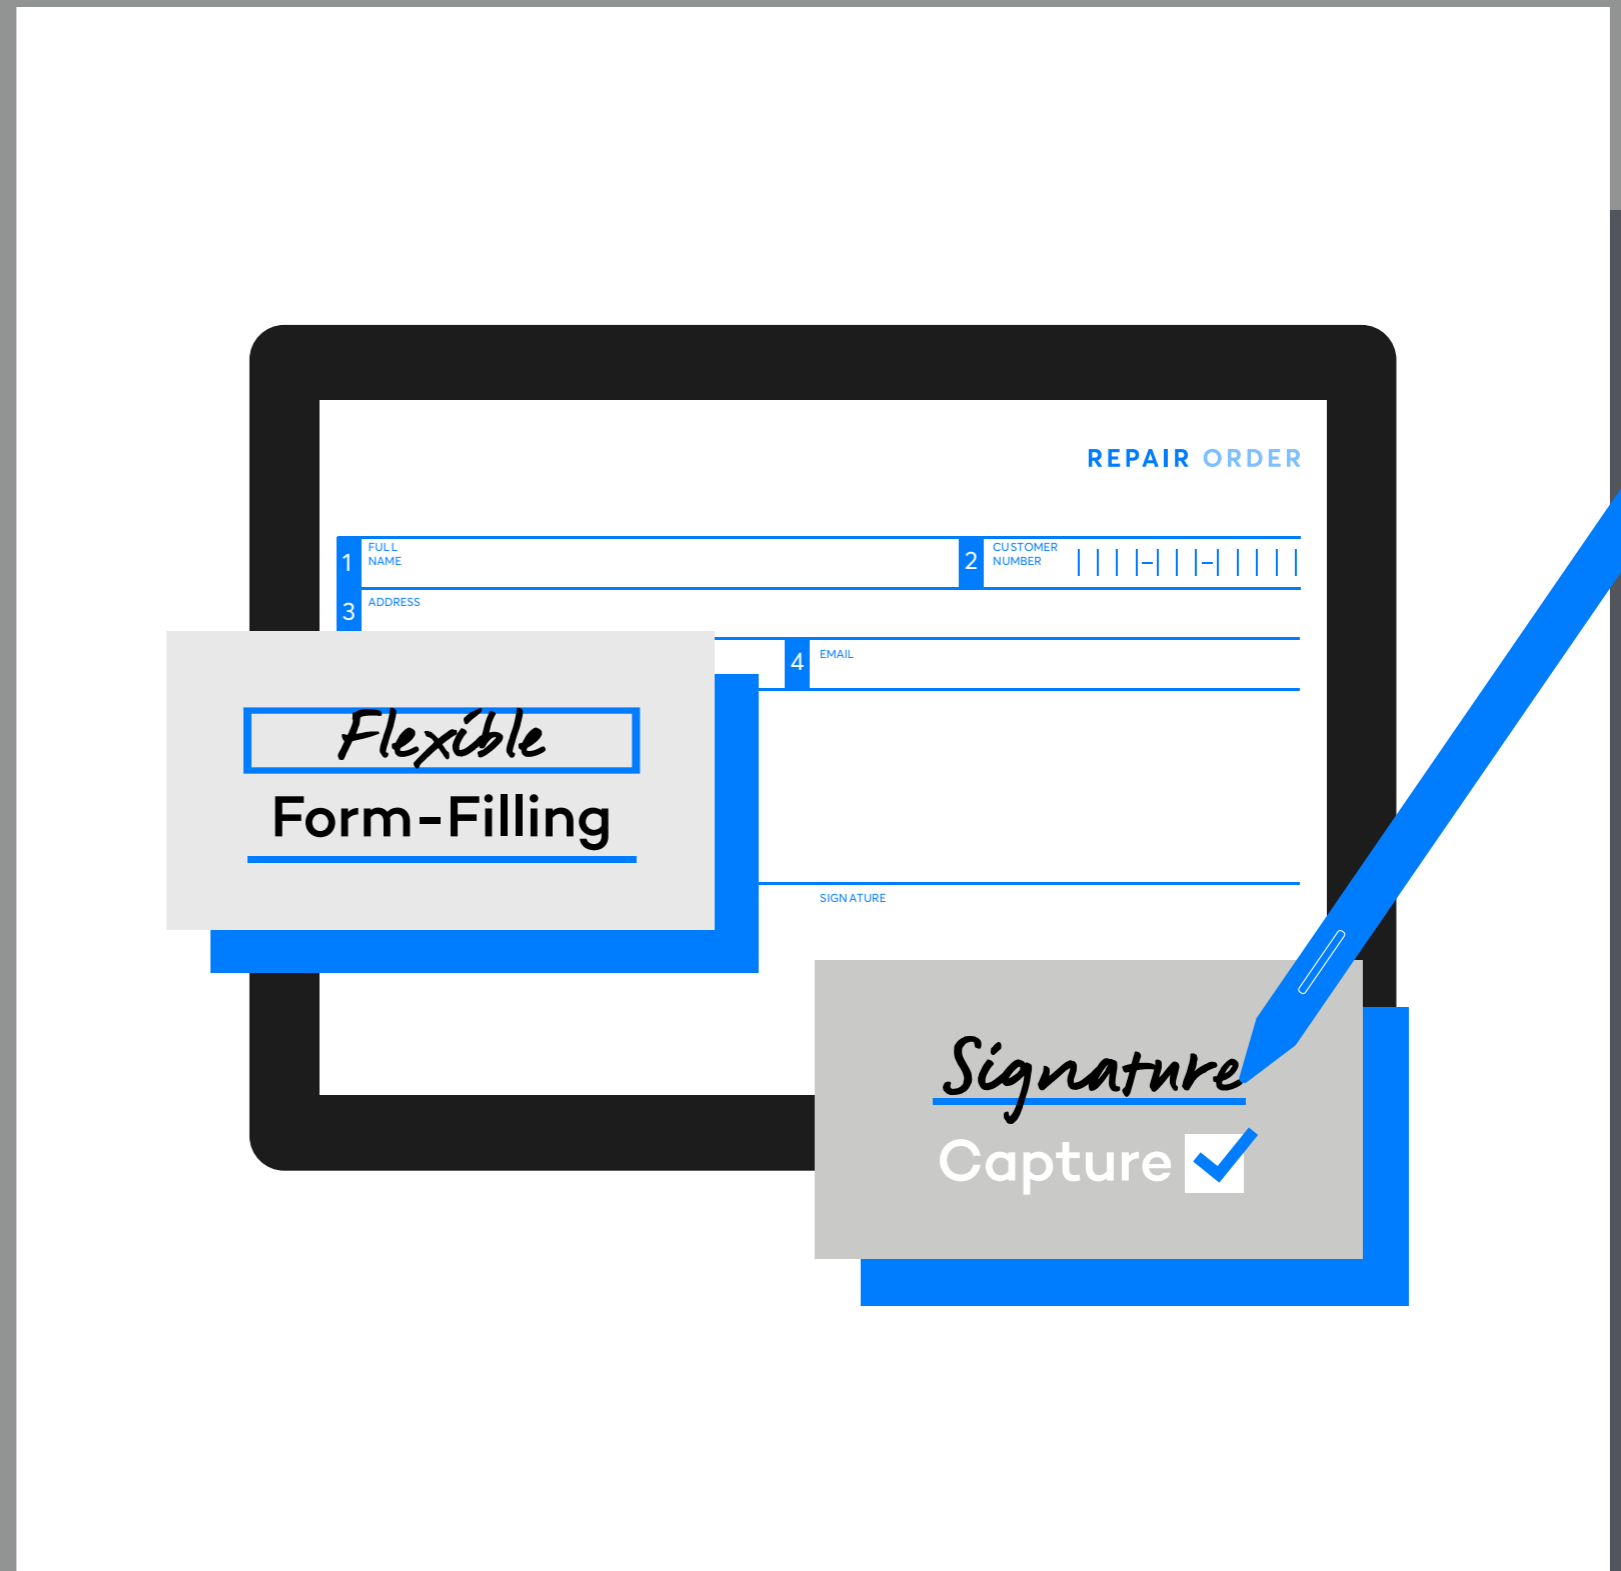 REPAIR ORDER
1 FULL
NAME
2 CUSTOMER
NUMBER
3 ADDRESS
4 EMAIL
Flexible
Form-Filling
SIGNATURE
Signature
Capture